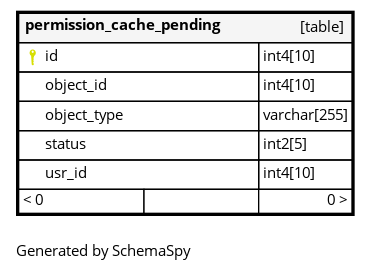 permission_cache_pending [table]
id int4[10]
object_id int4[10]
object_type varchar[255]
status int2[5]
usr_id int4[10]
< 0 0 >
Generated by SchemaSpy